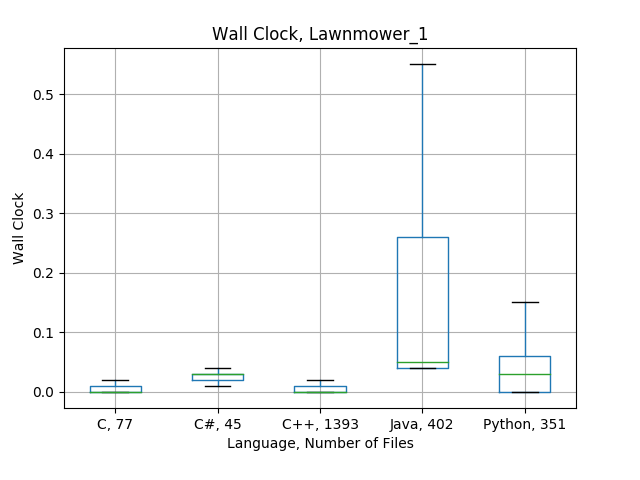 Wall Clock, Lawnmower_1
0.5
0.4
0.3
0.2
0.1
0.0
Wall Clock
C, 77 C#, 45 C++, 1393 Java, 402 Python, 351
Language, Number of Files